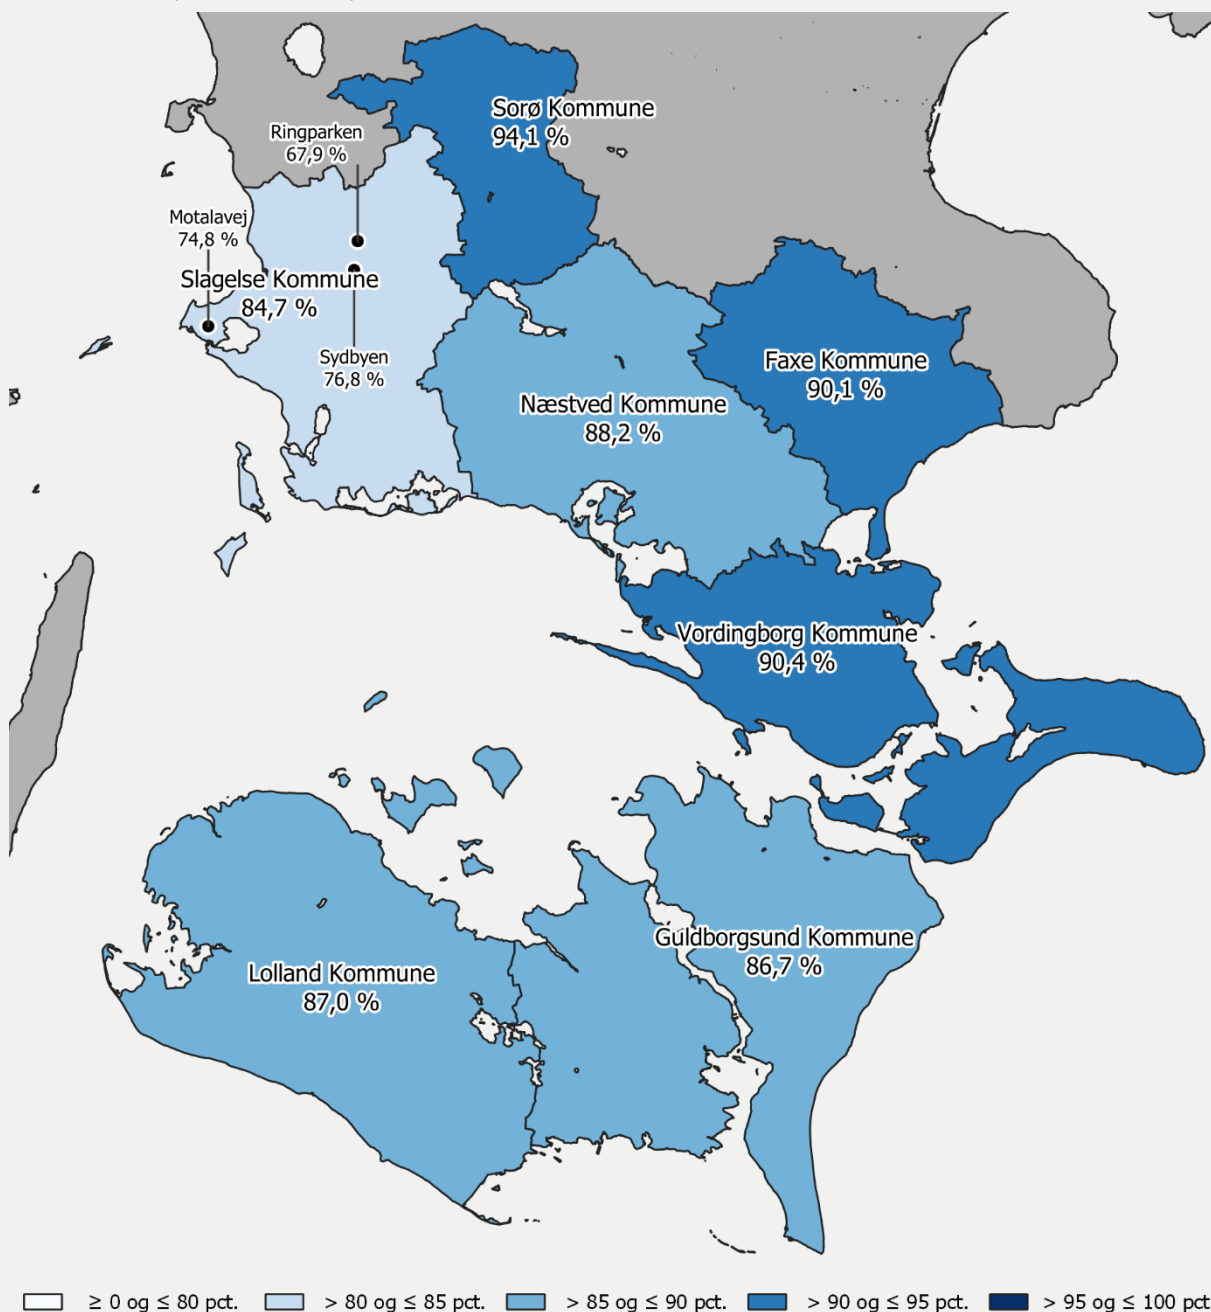 Sorø Kommune
94,1 %
Ringparken
67,9 %
Motalavej
74,8 %
Slagelse Kommune
84,7 %
Sydbyen
76,8 %
Faxe Kommune
90,1 %
Næstved Kommune
88,2 %
Vordingborg Kommune
90,4 %
Guldborgsund Kommune
86,7 %
Lolland Kommune
87,0 %
≥ 0 og ≤ 80 pct. > 80 og ≤ 85 pct. > 85 og ≤ 90 pct. > 90 og ≤ 95 pct. > 95 og ≤ 100 pct